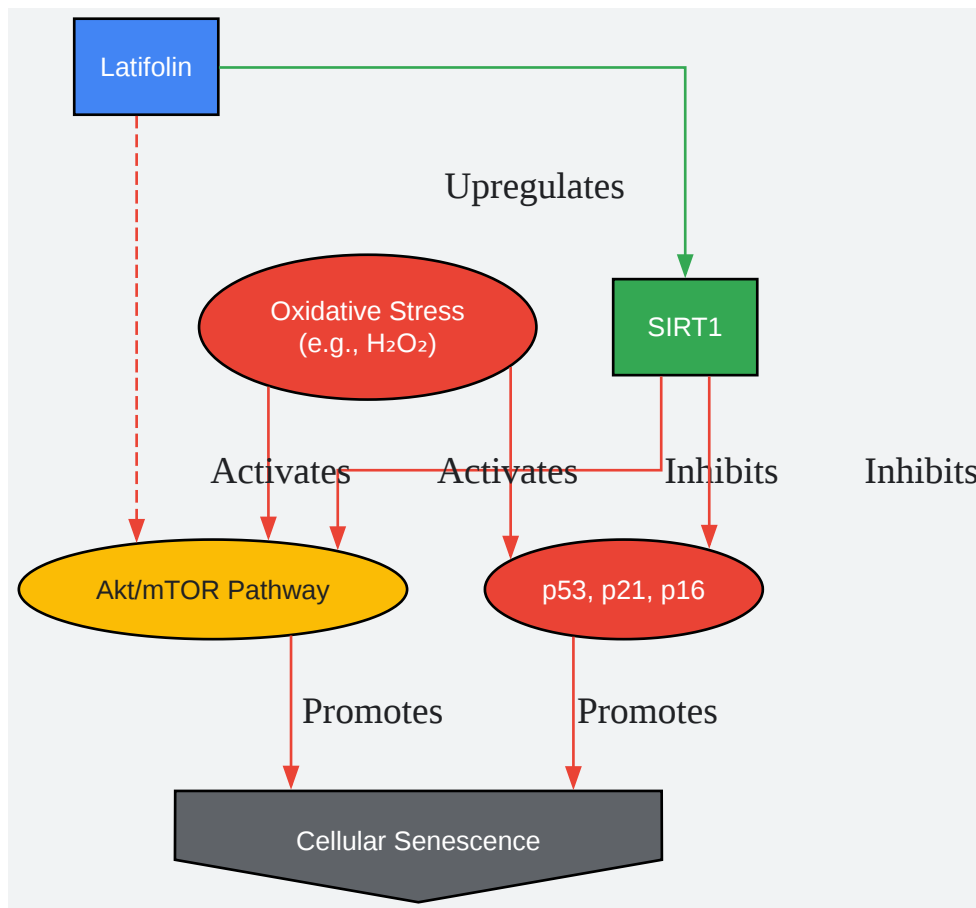 Latifolin
Upregulates
Oxidative Stress
(e.g., H₂O₂)
SIRT1
Activates
Activates
Inhibits
Inhibits
Akt/mTOR Pathway
p53, p21, p16
Promotes
Promotes
Cellular Senescence